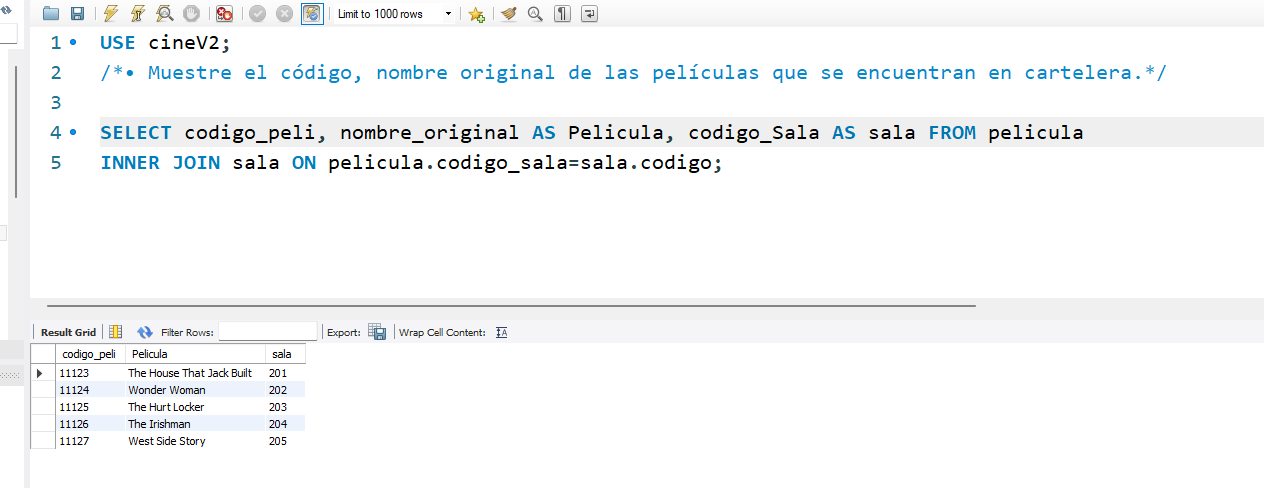 Limit to 1000 rows
1 USE cineV2;
2 /*• Muestre el código, nombre original de las películas que se encuentran en cartelera.*/
3
4 SELECT codigo_peli, nombre_original AS Pelicula, codigo_Sala AS sala FROM pelicula
5 INNER JOIN sala ON pelicula.codigo_sala=sala.codigo;
Result Grid Filter Rows: Export: Wrap Cell Content: IA
codigo_peli Pelicula sala
11123 The House That Jack Built 201
11124 Wonder Woman 202
11125 The Hurt Locker 203
11126 The Irishman 204
11127 West Side Story 205